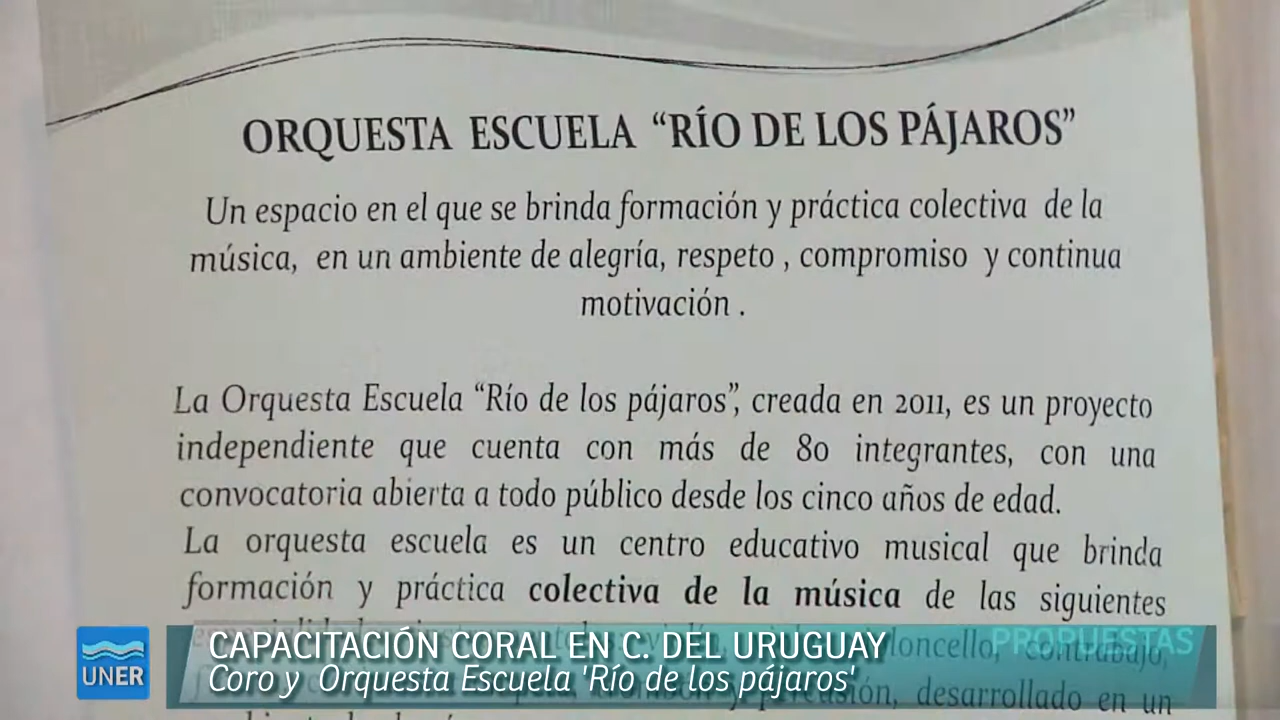 ORQUESTA ESCUELA “RÍO DE LOS PÁJAROS”
Un espacio en el que se brinda formación y práctica colectiva de la
música, en un ambiente de alegría, respeto , compromiso y continua
motivación .
La Orquesta Escuela “Río de los pájaros”, creada en 2011, es un proyecto
independiente que cuenta con más de 80 integrantes, con una
convocatoria abierta a todo público desde los cinco años de edad.
La orquesta escuela es un centro educativo musical que brinda
formación y práctica colectiva de la música de las siguientes
contrabajo,
desarrollado en un
PROPUESTAS
CAPACITACIÓN CORAL EN C. DEL URUGUAY
Coro y Orquesta Escuela 'Río de los pájaros'
UNER